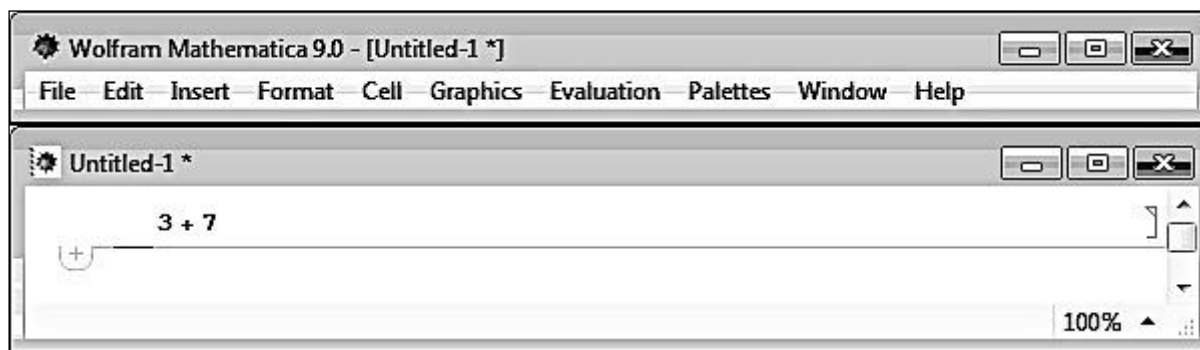 Wolfram Mathematica 9.0 - [Untitled-1 *]
File Edit Insert Format Cell Graphics Evaluation Palettes Window Help
Untitled-1 *
3 + 7
100%